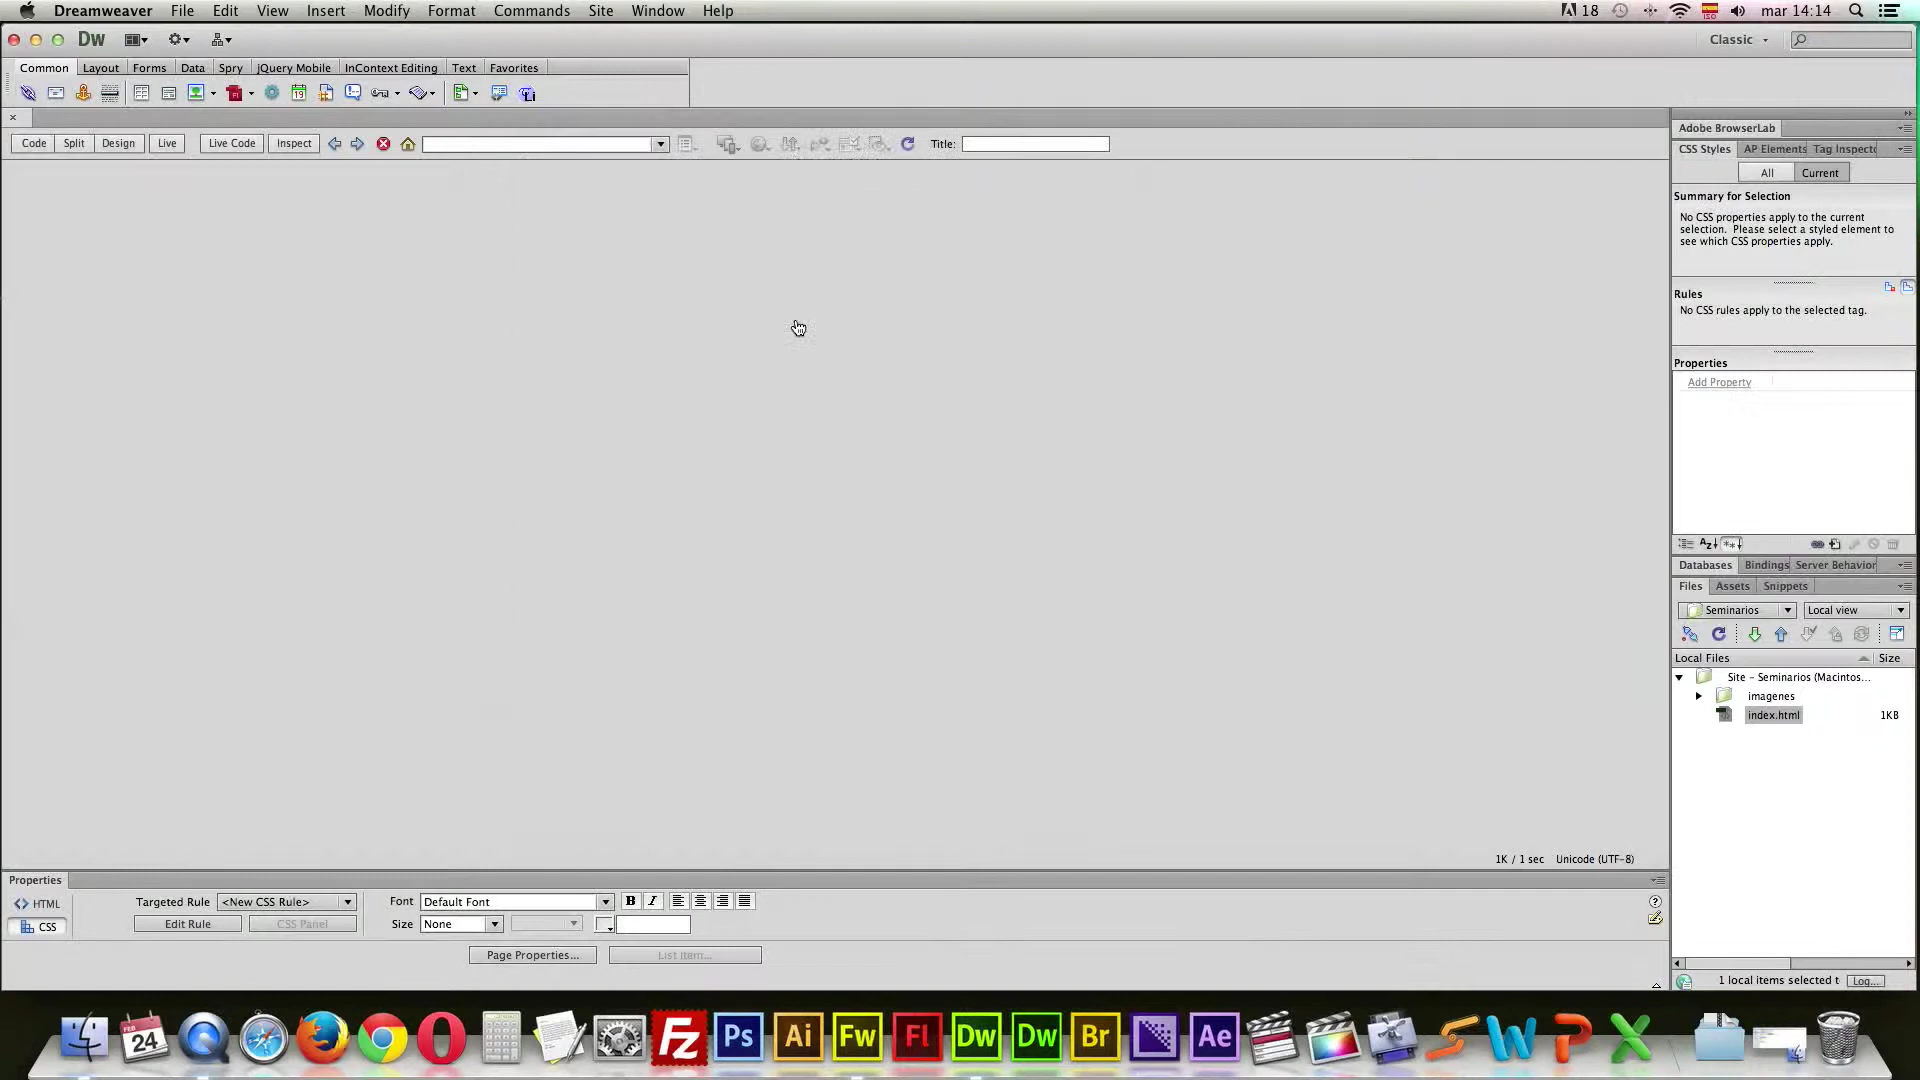 Dreamweaver File Edit View Insert Modify Format Commands Site Window Help 18 ISO mar 14:14
Dw Classic
Common Layout Forms Data Spry jQuery Mobile InContext Editing Text Favorites
19 Li
Adobe BrowserLab
Code Split Design Live Live Code Inspect Title:
CSS Styles AP Elements Tag Inspecto
All Current
Summary for Selection
No CSS properties apply to the current
selection. Please select a styled element to
see which CSS properties apply.
Rules
No CSS rules apply to the selected tag.
Properties
Add Property
Databases Bindings Server Behavior
Files Assets Snippets
Seminarios Local view
Local Files Size
Site – Seminarios (Macintos...
imagenes
index.html 1KB
1K / 1 sec Unicode (UTF-8)
Properties
HTML Targeted Rule <New CSS Rule> Font Default Font B I
CSS Edit Rule CSS Panel Size None
Page Properties... List Item...
1 local items selected t Log...
FEB
24 Fz Ps Ai Fw Fl Dw Dw Br Ae